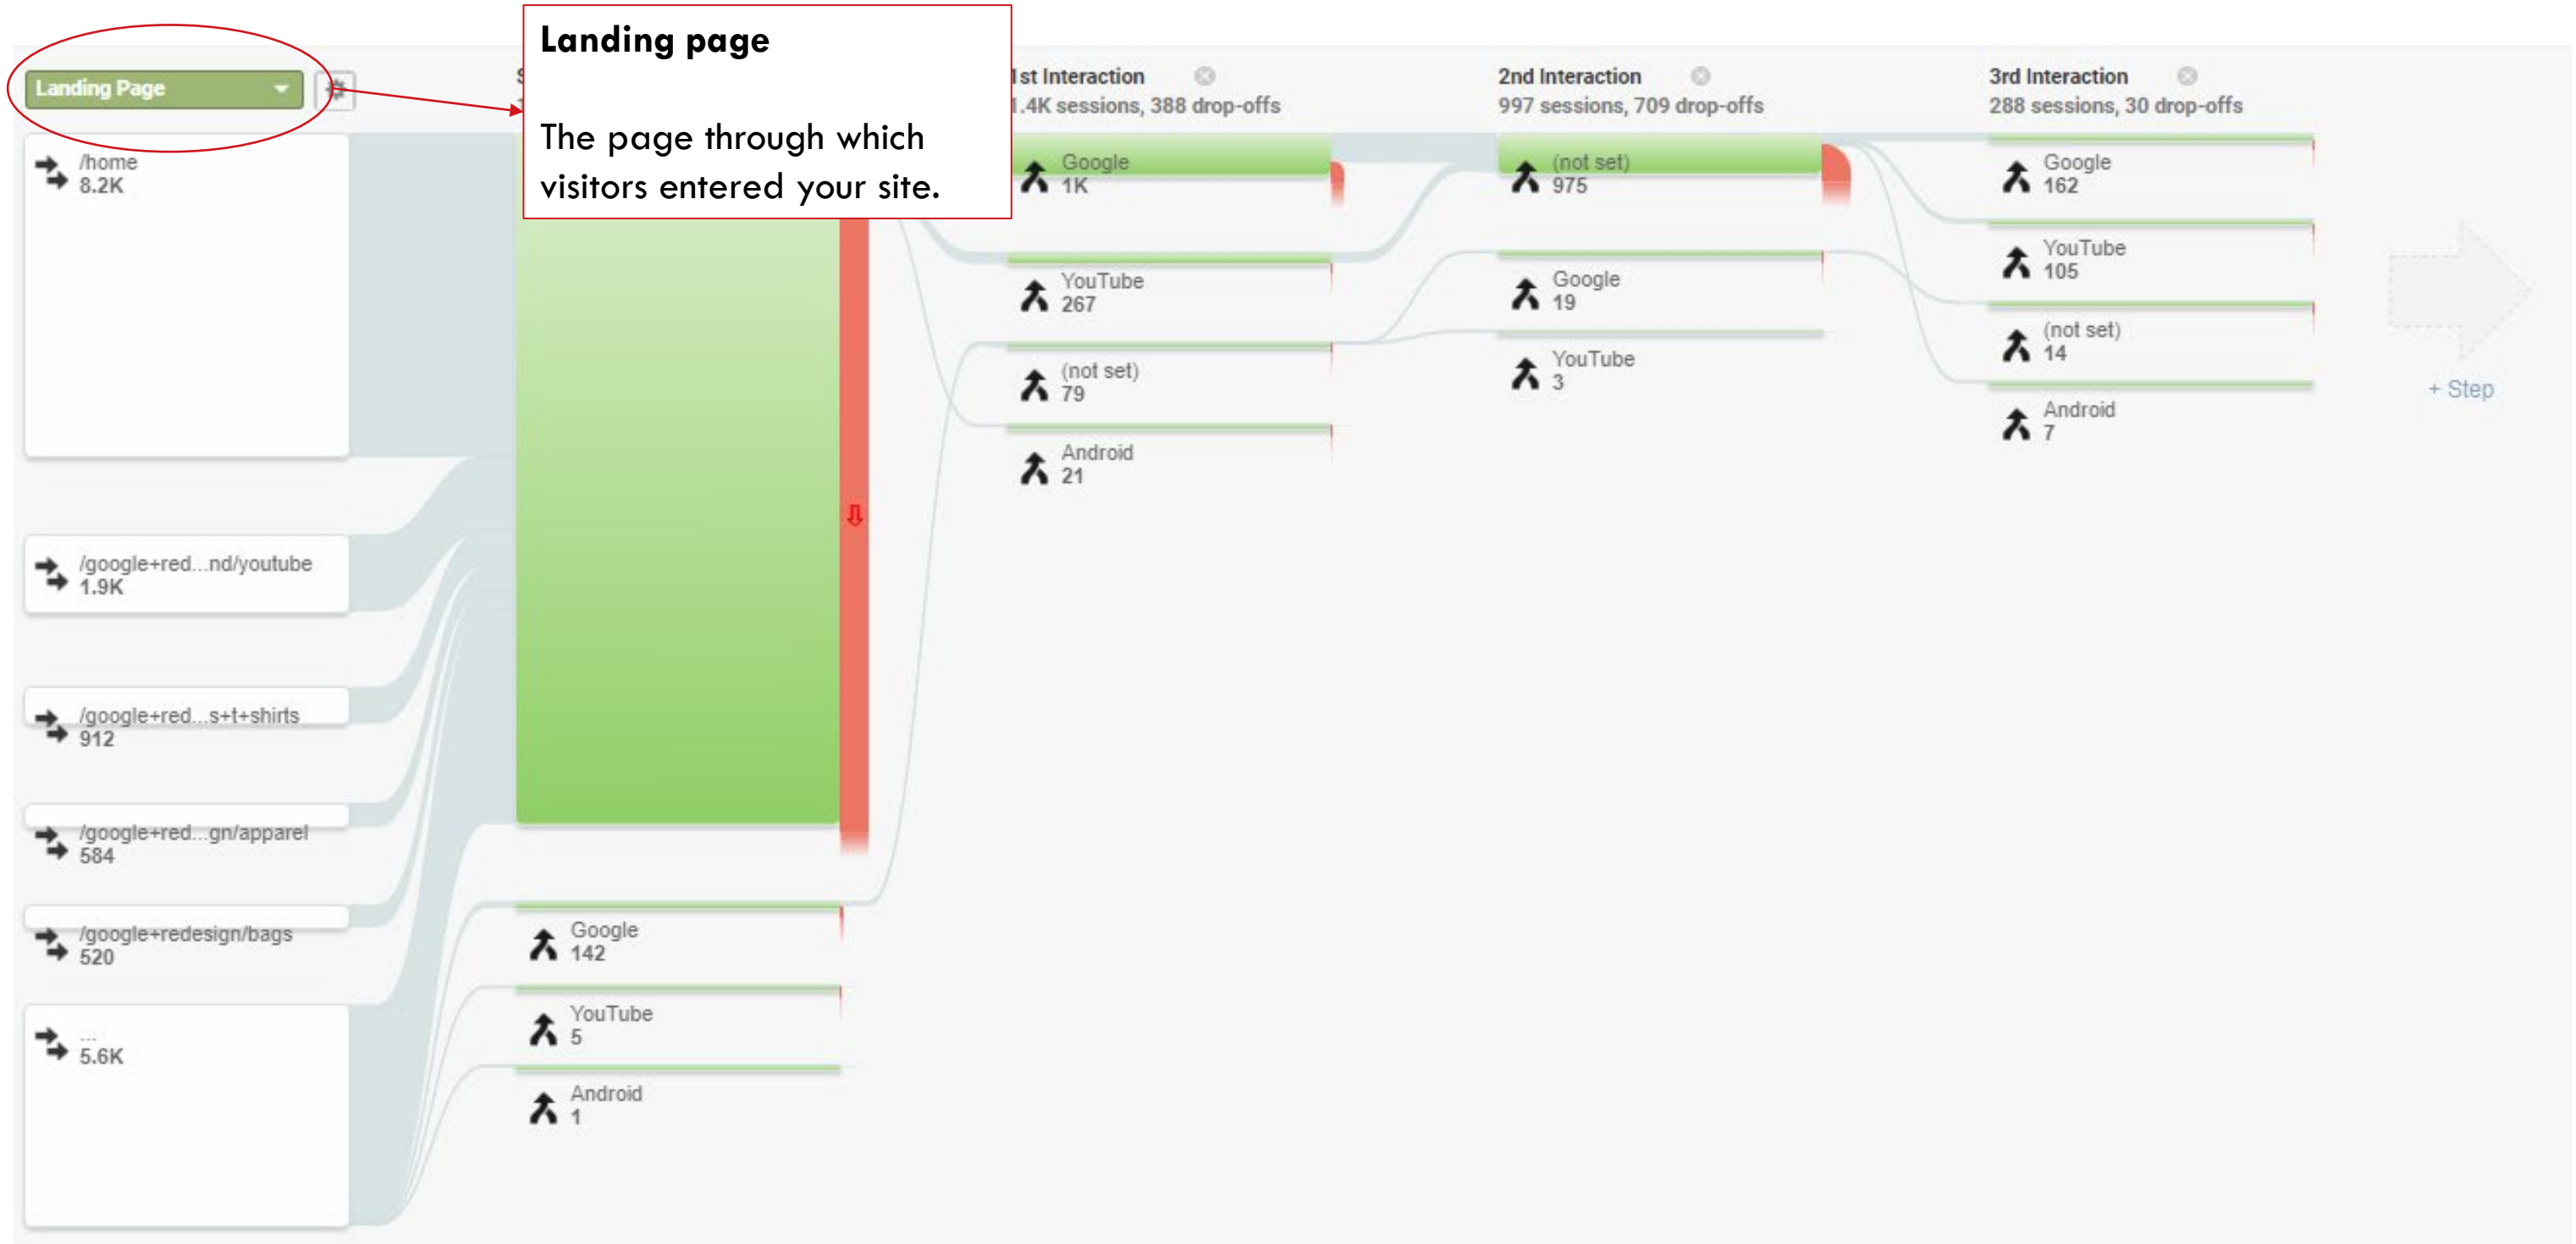 Landing page
The page through which
visitors entered your site.
Landing Page
/home
8.2K
/google+red...nd/youtube
1.9K
/google+red...s+t+shirts
912
/google+red...gn/apparel
584
/google+redesign/bags
520
...
5.6K
Google
142
YouTube
5
Android
1
1st Interaction
1.4K sessions, 388 drop-offs
Google
1K
YouTube
267
(not set)
79
Android
21
2nd Interaction
997 sessions, 709 drop-offs
(not set)
975
Google
19
YouTube
3
3rd Interaction
288 sessions, 30 drop-offs
Google
162
YouTube
105
(not set)
14
Android
7
+ Step